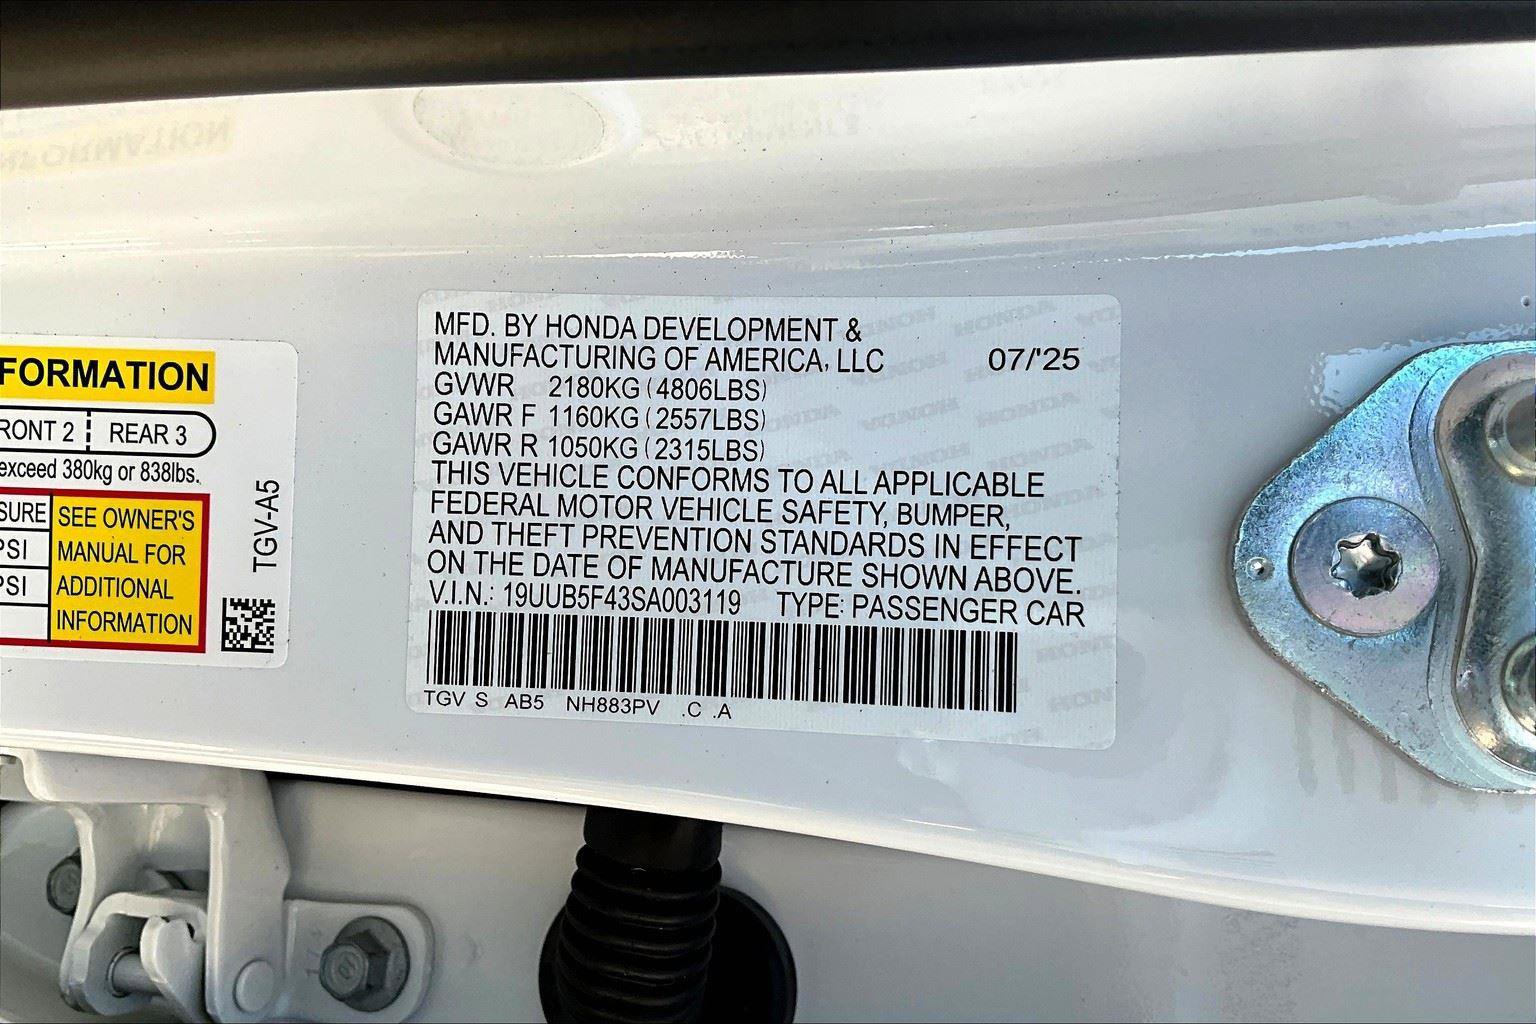 FORMATION
RONT 2 REAR 3
exceed 380kg or 838lbs.
SURE
PSI
PSI
SEE OWNER'S
MANUAL FOR
ADDITIONAL
INFORMATION
TGV-A5
MFD. BY HONDA DEVELOPMENT &
MANUFACTURING OF AMERICA, LLC 07/'25
GVWR 2180KG (4806LBS)
GAWR F 1160KG (2557LBS)
GAWR R 1050KG (2315LBS)
THIS VEHICLE CONFORMS TO ALL APPLICABLE
FEDERAL MOTOR VEHICLE SAFETY, BUMPER,
AND THEFT PREVENTION STANDARDS IN EFFECT
ON THE DATE OF MANUFACTURE SHOWN ABOVE.
V.I.N.: 19UUB5F43SA003119 TYPE: PASSENGER CAR
TGV S AB5 NH883PV .C .A